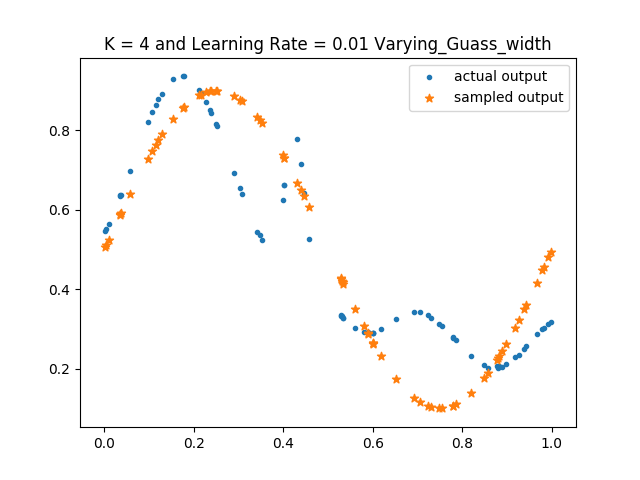 K = 4 and Learning Rate = 0.01 Varying_Guass_width
actual output
sampled output
0.8
0.6
0.4
0.2
0.0 0.2 0.4 0.6 0.8 1.0